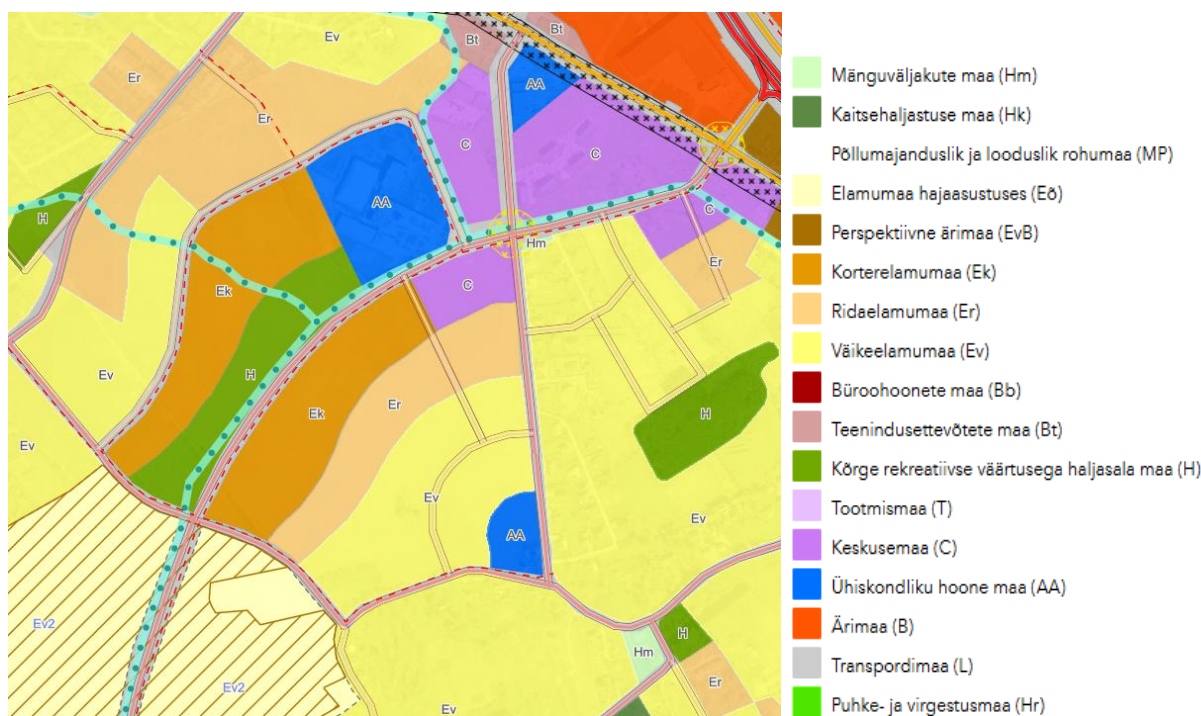 Ev
Bt
Bt
Er
AA
Er
C
C
AA
H
Hm
C
Er
Ek
C
H
Ev
Ek
Er
H
Ev
Ev
Ev
AA
Ev2
Hm
H
Er
Ev2
Ev
Mänguväljakute maa (Hm)
Kaitsehaljastuse maa (Hk)
Põllumajanduslik ja looduslik rohumaa (MP)
Elamumaa hajaasustuses (Eõ)
Perspektiivne ärimaa (EvB)
Korterelamumaa (Ek)
Ridaelamumaa (Er)
Väikeelamumaa (Ev)
Büroohoonete maa (Bb)
Teenindusettevõtete maa (Bt)
Kõrge rekreatiivse väärtusega haljasala maa (H)
Tootmismaa (T)
Keskusemaa (C)
Ühiskondliku hoone maa (AA)
Ärimaa (B)
Transpordimaa (L)
Puhke- ja virgestusmaa (Hr)